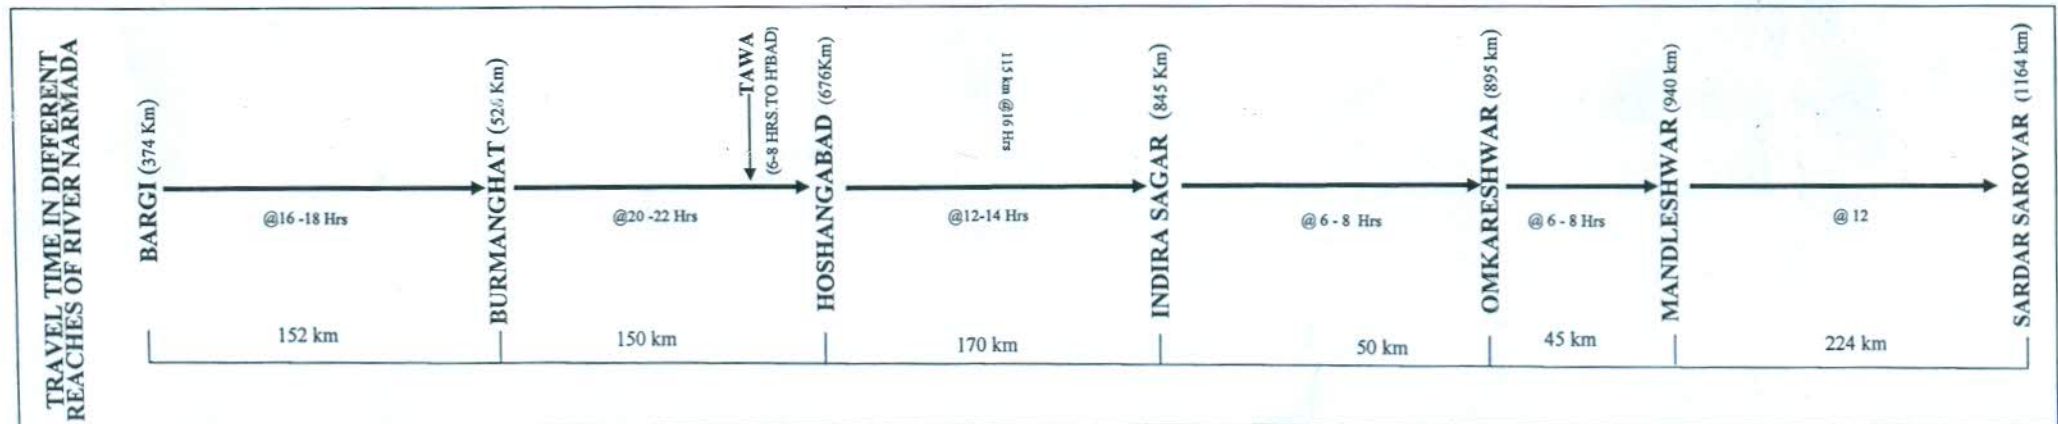 TRAVEL TIME IN DIFFERENT
REACHES OF RIVER NARMADA
BARGI (374 Km)
@16 -18 Hrs
152 km
BURMANGHAT Km)
@20 -22 Hrs
150 km
TAWA
(6-8 HRS.TO H'BAD)
HOSHANGABAD (676Km)
@12-14 Hrs
115 km @16 Hrs
170 km
INDIRA SAGAR (845 Km)
@ 6 - 8 Hrs
50 km
OMKARESHWAR (895 km)
@ 6 - 8 Hrs
45 km
MANDLESHWAR (940 km)
@ 12
224 km
SARDAR SAROVAR (1164 km)